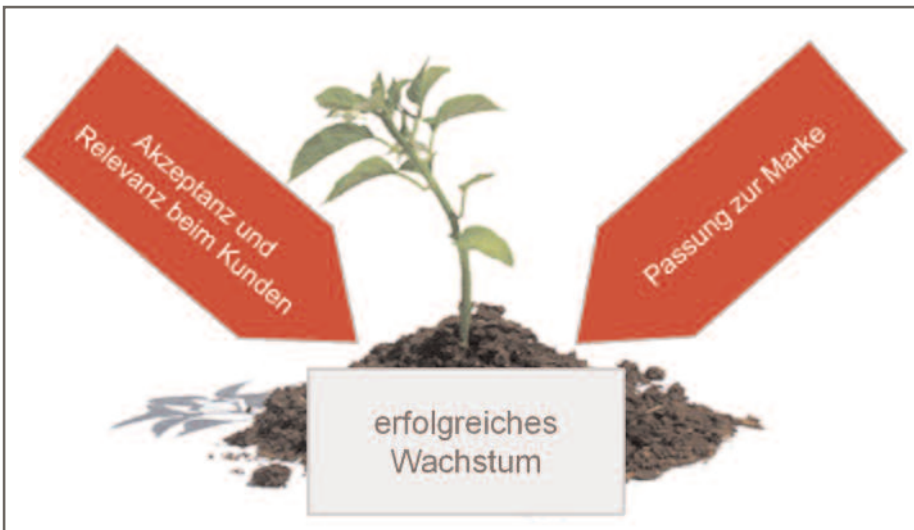 Akzeptanz und
Relevanz beim Kunden
Passung zur Marke
erfolgreiches
Wachstum